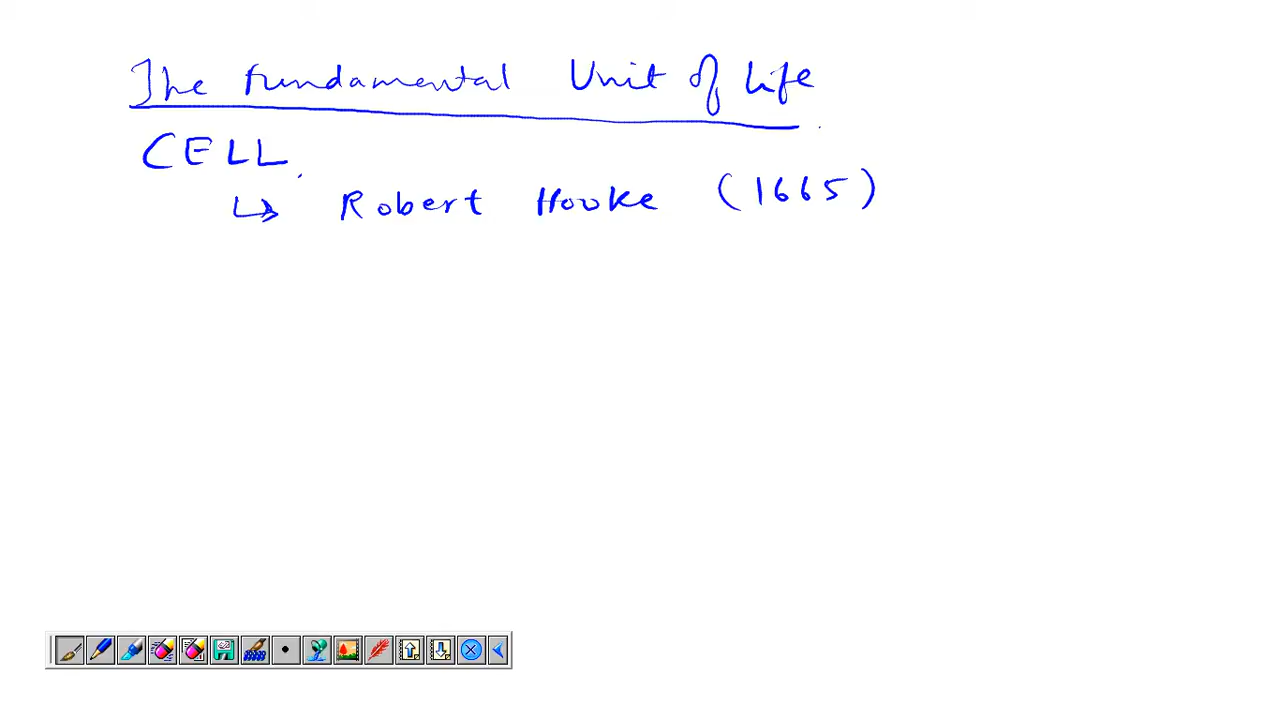 The Fundamental Unit of Life
CELL
↳ Robert Hooke (1665)